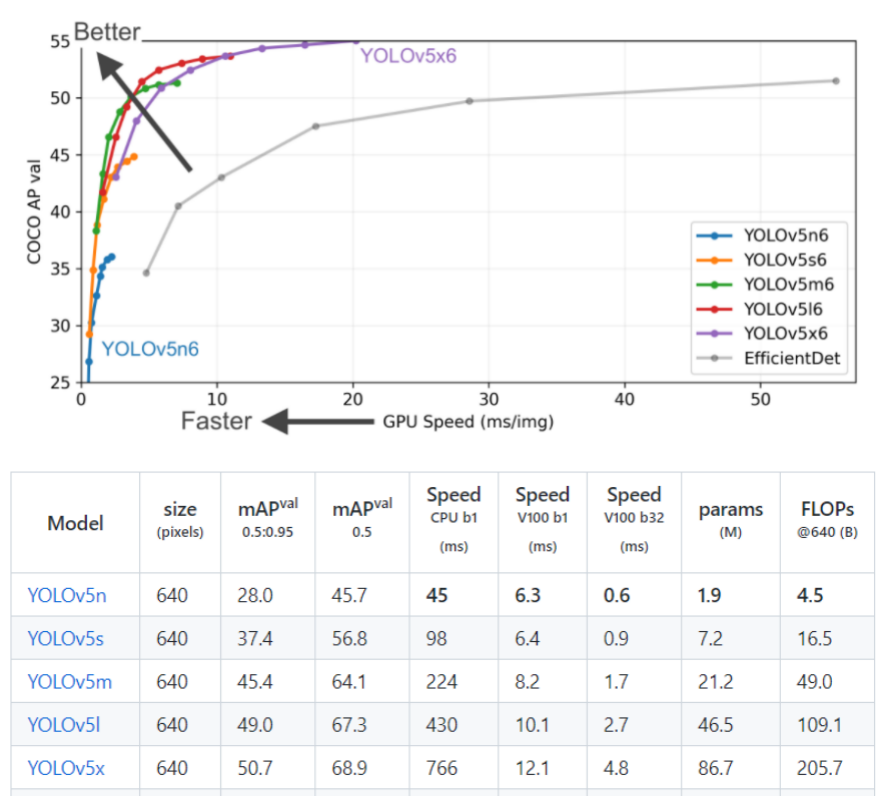 Better
55
50
45
40
35
30
25
COCO AP val
YOLOv5x6
YOLOv5n6
YOLOv5n6
YOLOv5s6
YOLOv5m6
YOLOv5l6
YOLOv5x6
EfficientDet
0 10 20 30 40 50
Faster GPU Speed (ms/img)
Model size (pixels) mAPval 0.5:0.95 mAPval 0.5 Speed CPU b1 (ms) Speed V100 b1 (ms) Speed V100 b32 (ms) params (M) FLOPs @640 (B)
YOLOv5n 640 28.0 45.7 45 6.3 0.6 1.9 4.5
YOLOv5s 640 37.4 56.8 98 6.4 0.9 7.2 16.5
YOLOv5m 640 45.4 64.1 224 8.2 1.7 21.2 49.0
YOLOv5l 640 49.0 67.3 430 10.1 2.7 46.5 109.1
YOLOv5x 640 50.7 68.9 766 12.1 4.8 86.7 205.7